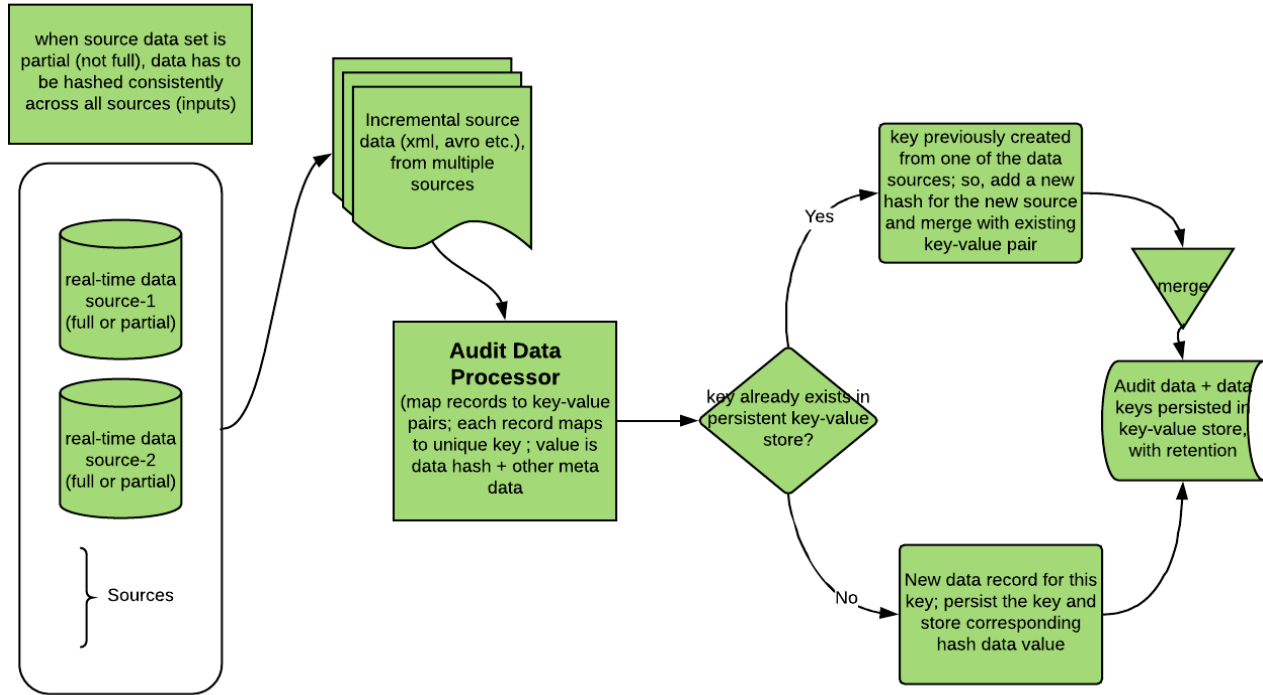 when source data set is
partial (not full), data has to
be hashed consistently
across all sources (inputs)
real-time data
source-1
(full or partial)
real-time data
source-2
(full or partial)
Sources
Incremental source
data (xml, avro etc.),
from multiple
sources
Audit Data
Processor
(map records to key-value
pairs; each record maps
to unique key ; value is
data hash + other meta
data
key already exists in
persistent key-value
store?
Yes
key previously created
from one of the data
sources; so, add a new
hash for the new source
and merge with existing
key-value pair
merge
No
New data record for this
key; persist the key and
store corresponding
hash data value
Audit data + data
keys persisted in
key-value store,
with retention